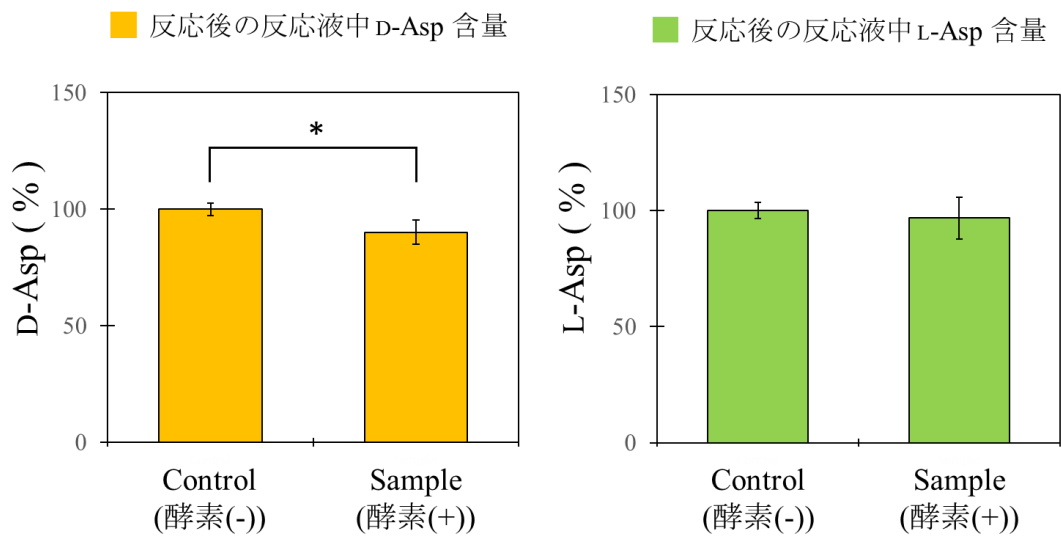 反応後の反応液中 D-Asp 含量
150
100
50
0
D-Asp ( % )
*
Control
(酵素(-))
Sample
(酵素(+))
反応後の反応液中 L-Asp 含量
150
100
50
0
L-Asp ( % )
Control
(酵素(-))
Sample
(酵素(+))